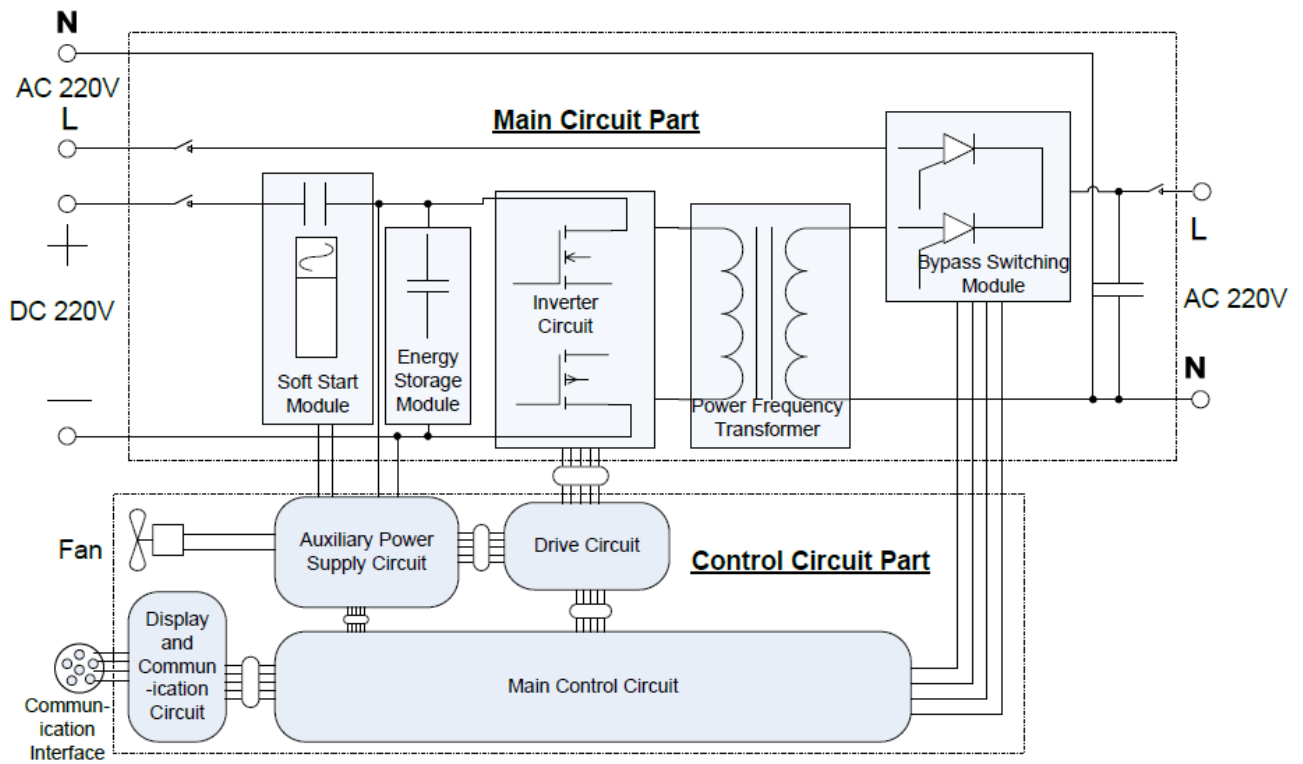 N
AC 220V
L
Main Circuit Part
DC 220V
Soft Start
Module
Energy
Storage
Module
Inverter
Circuit
Power Frequency
Transformer
Bypass Switching
Module
L
AC 220V
N
Fan
Auxiliary Power
Supply Circuit
Drive Circuit
Control Circuit Part
Display
and
Commun
-ication
Circuit
Main Control Circuit
Commun-
ication
Interface